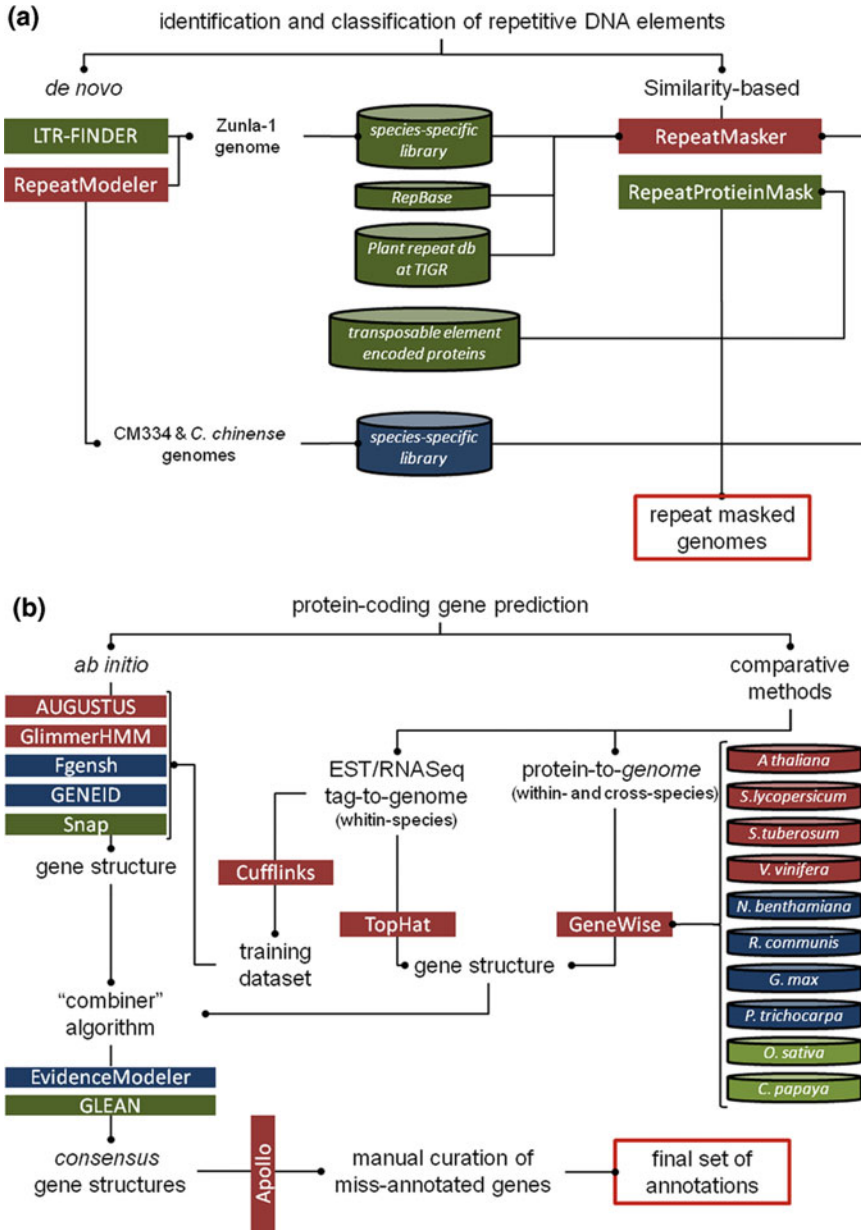 (a)
identification and classification of repetitive DNA elements
de novo
Similarity-based
LTR-FINDER
RepeatModeler
Zunla-1
genome
species-specific
library
RepBase
Plant repeat db
at TIGR
transposable element
encoded proteins
RepeatMasker
RepeatProtieinMask
CM334 & C. chinense
genomes
species-specific
library
repeat masked
genomes
(b)
protein-coding gene prediction
ab initio
comparative
methods
AUGUSTUS
GlimmerHMM
Fgensh
GENEID
Snap
gene structure
EST/RNASeq
tag-to-genome
(whitin-species)
protein-to-genome
(within- and cross-species)
Cufflinks
training
dataset
TopHat
GeneWise
gene structure
A thaliana
S.lycopersicum
S.tuberosum
V. vinifera
N. benthamiana
R. communis
G. max
P. trichocarpa
O. sativa
C. papaya
"combiner"
algorithm
EvidenceModeler
GLEAN
consensus
gene structures
Apollo
manual curation of
miss-annotated genes
final set of
annotations